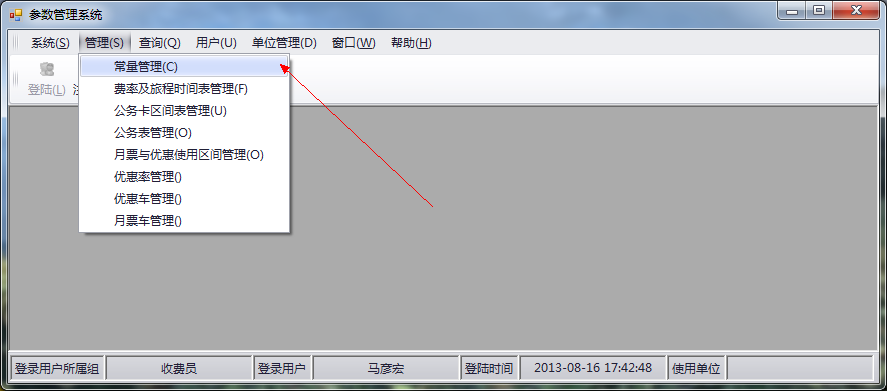 参数管理系统
系统(S) 管理(S) 查询(Q) 用户(U) 单位管理(D) 窗口(W) 帮助(H)
登陆(L)
常量管理(C)
费率及旅程时间表管理(F)
公务卡区间表管理(U)
公务表管理(O)
月票与优惠使用区间管理(O)
优惠率管理()
优惠车管理()
月票车管理()
登录用户所属组 收费员 登录用户 马彦宏 登陆时间 2013-08-16 17:42:48 使用单位